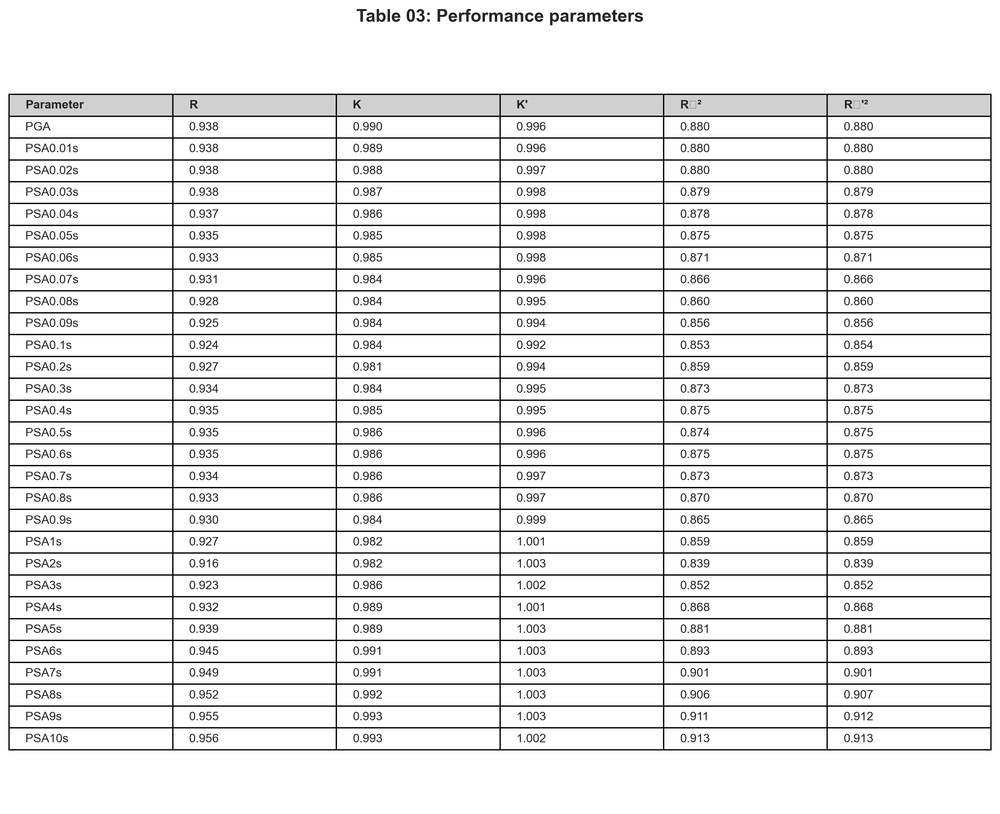 Table 03: Performance parameters
Parameter R K K' R□² R□'²
PGA 0.938 0.990 0.996 0.880 0.880
PSA0.01s 0.938 0.989 0.996 0.880 0.880
PSA0.02s 0.938 0.988 0.997 0.880 0.880
PSA0.03s 0.938 0.987 0.998 0.879 0.879
PSA0.04s 0.937 0.986 0.998 0.878 0.878
PSA0.05s 0.935 0.985 0.998 0.875 0.875
PSA0.06s 0.933 0.985 0.998 0.871 0.871
PSA0.07s 0.931 0.984 0.996 0.866 0.866
PSA0.08s 0.928 0.984 0.995 0.860 0.860
PSA0.09s 0.925 0.984 0.994 0.856 0.856
PSA0.1s 0.924 0.984 0.992 0.853 0.854
PSA0.2s 0.927 0.981 0.994 0.859 0.859
PSA0.3s 0.934 0.984 0.995 0.873 0.873
PSA0.4s 0.935 0.985 0.995 0.875 0.875
PSA0.5s 0.935 0.986 0.996 0.874 0.875
PSA0.6s 0.935 0.986 0.996 0.875 0.875
PSA0.7s 0.934 0.986 0.997 0.873 0.873
PSA0.8s 0.933 0.986 0.997 0.870 0.870
PSA0.9s 0.930 0.984 0.999 0.865 0.865
PSA1s 0.927 0.982 1.001 0.859 0.859
PSA2s 0.916 0.982 1.003 0.839 0.839
PSA3s 0.923 0.986 1.002 0.852 0.852
PSA4s 0.932 0.989 1.001 0.868 0.868
PSA5s 0.939 0.989 1.003 0.881 0.881
PSA6s 0.945 0.991 1.003 0.893 0.893
PSA7s 0.949 0.991 1.003 0.901 0.901
PSA8s 0.952 0.992 1.003 0.906 0.907
PSA9s 0.955 0.993 1.003 0.911 0.912
PSA10s 0.956 0.993 1.002 0.913 0.913